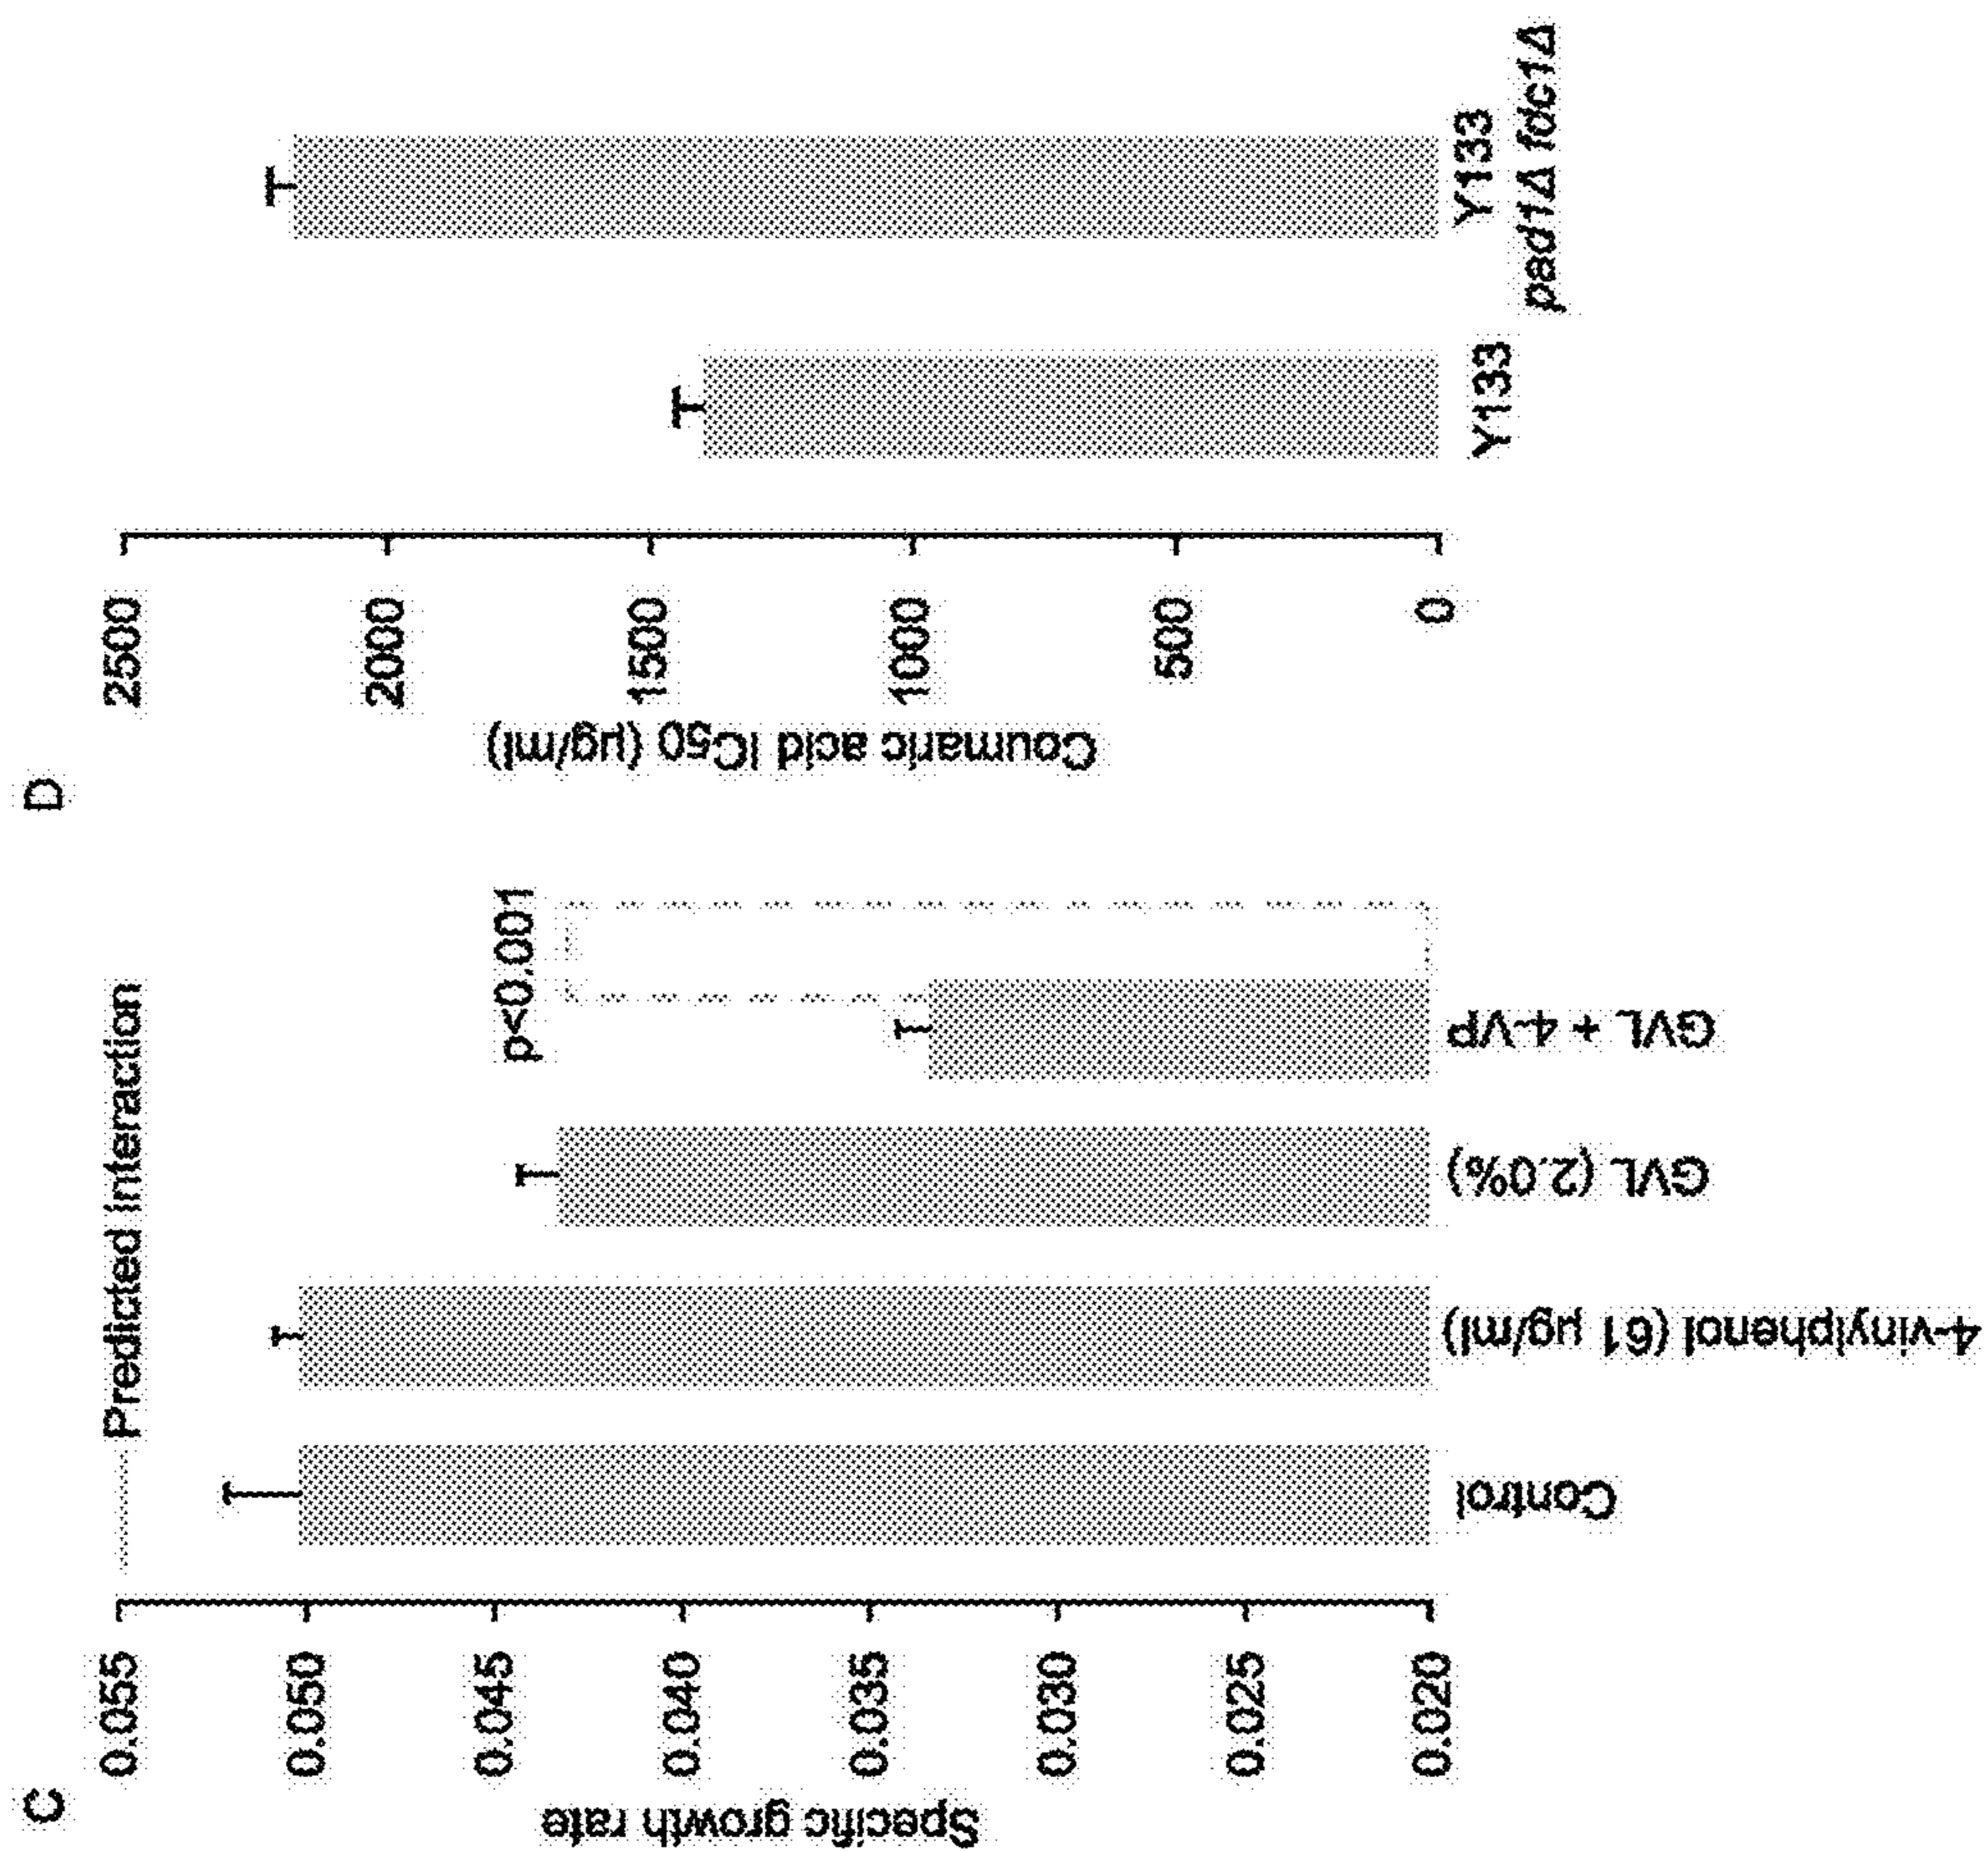 C
Specific growth rate
0.055
0.050
0.045
0.040
0.035
0.030
0.025
0.020
Predicted interaction
p<0.001
Control
4-vinylphenol (61 µg/ml)
GVL (2.0%)
GVL + 4-VP
D
Coumaric acid IC50 (µg/ml)
2500
2000
1500
1000
500
0
Y133
Y133
pad1Δ fdc1Δ